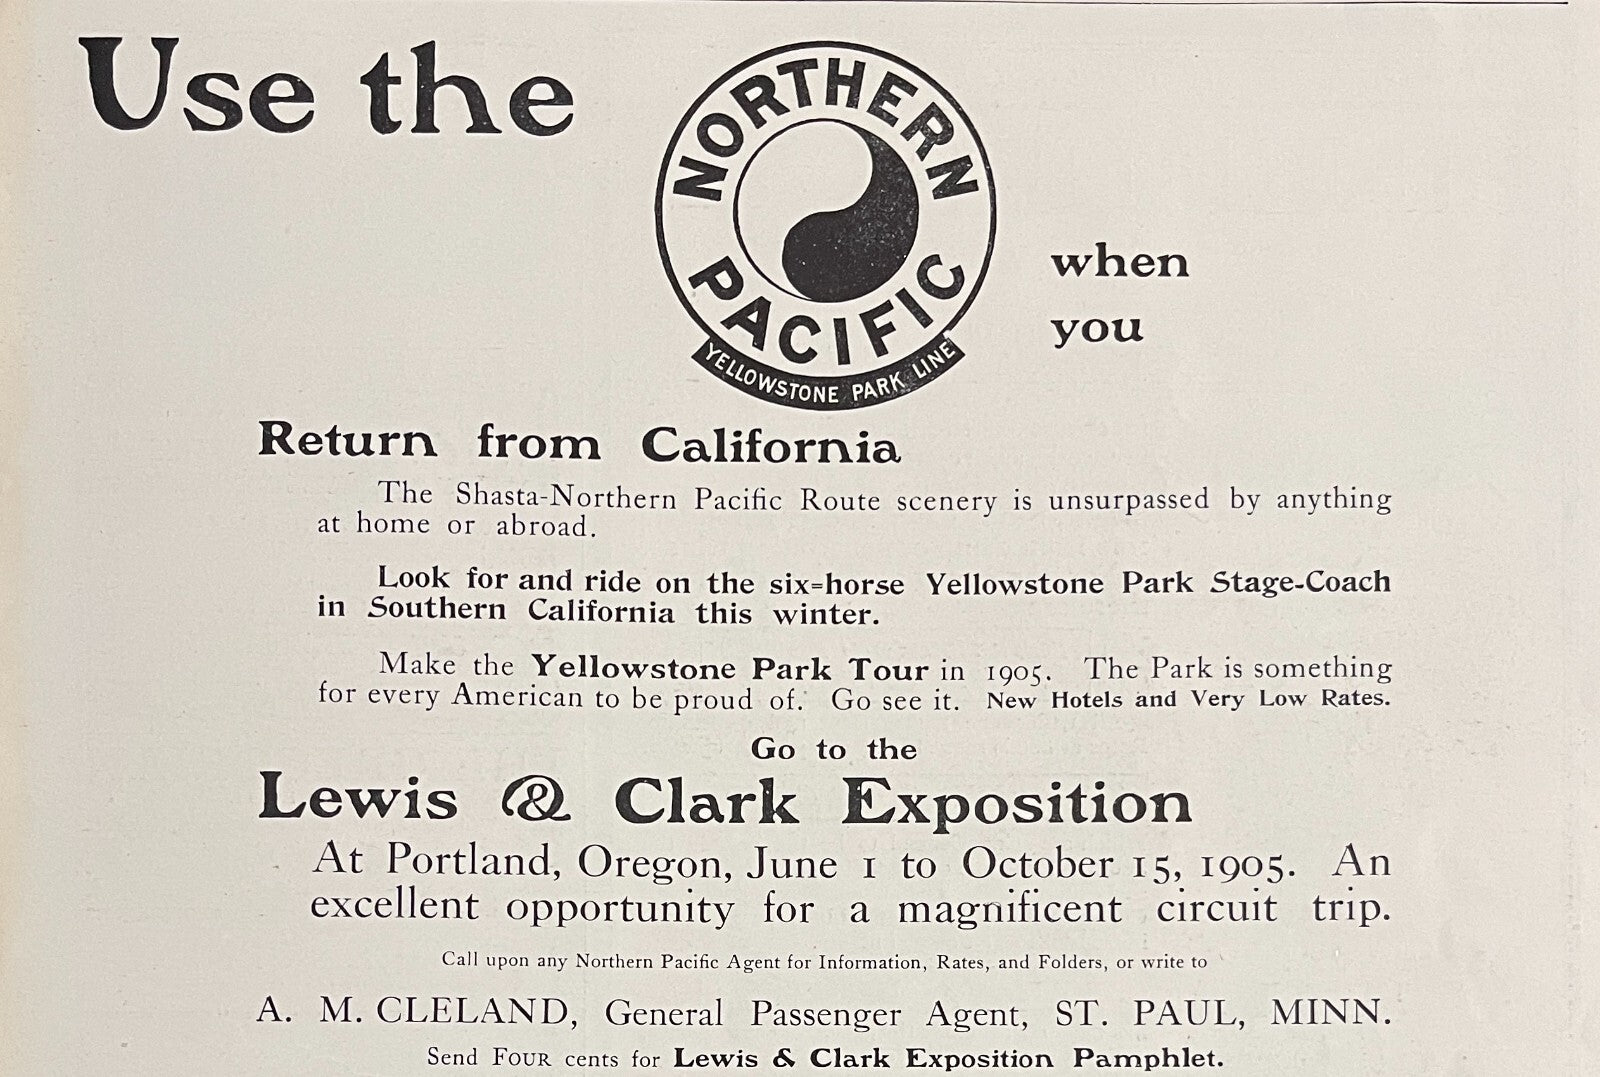 Use the
NORTHERN
PACIFIC
YELLOWSTONE PARK LINE
when
you
Return from California
The Shasta-Northern Pacific Route scenery is unsurpassed by anything
at home or abroad.
Look for and ride on the six=horse Yellowstone Park Stage-Coach
in Southern California this winter.
Make the Yellowstone Park Tour in 1905. The Park is something
for every American to be proud of. Go see it. New Hotels and Very Low Rates.
Go to the
Lewis & Clark Exposition
At Portland, Oregon, June 1 to October 15, 1905. An
excellent opportunity for a magnificent circuit trip.
Call upon any Northern Pacific Agent for Information, Rates, and Folders, or write to
A. M. CLELAND, General Passenger Agent, ST. PAUL, MINN.
Send FOUR cents for Lewis & Clark Exposition Pamphlet.